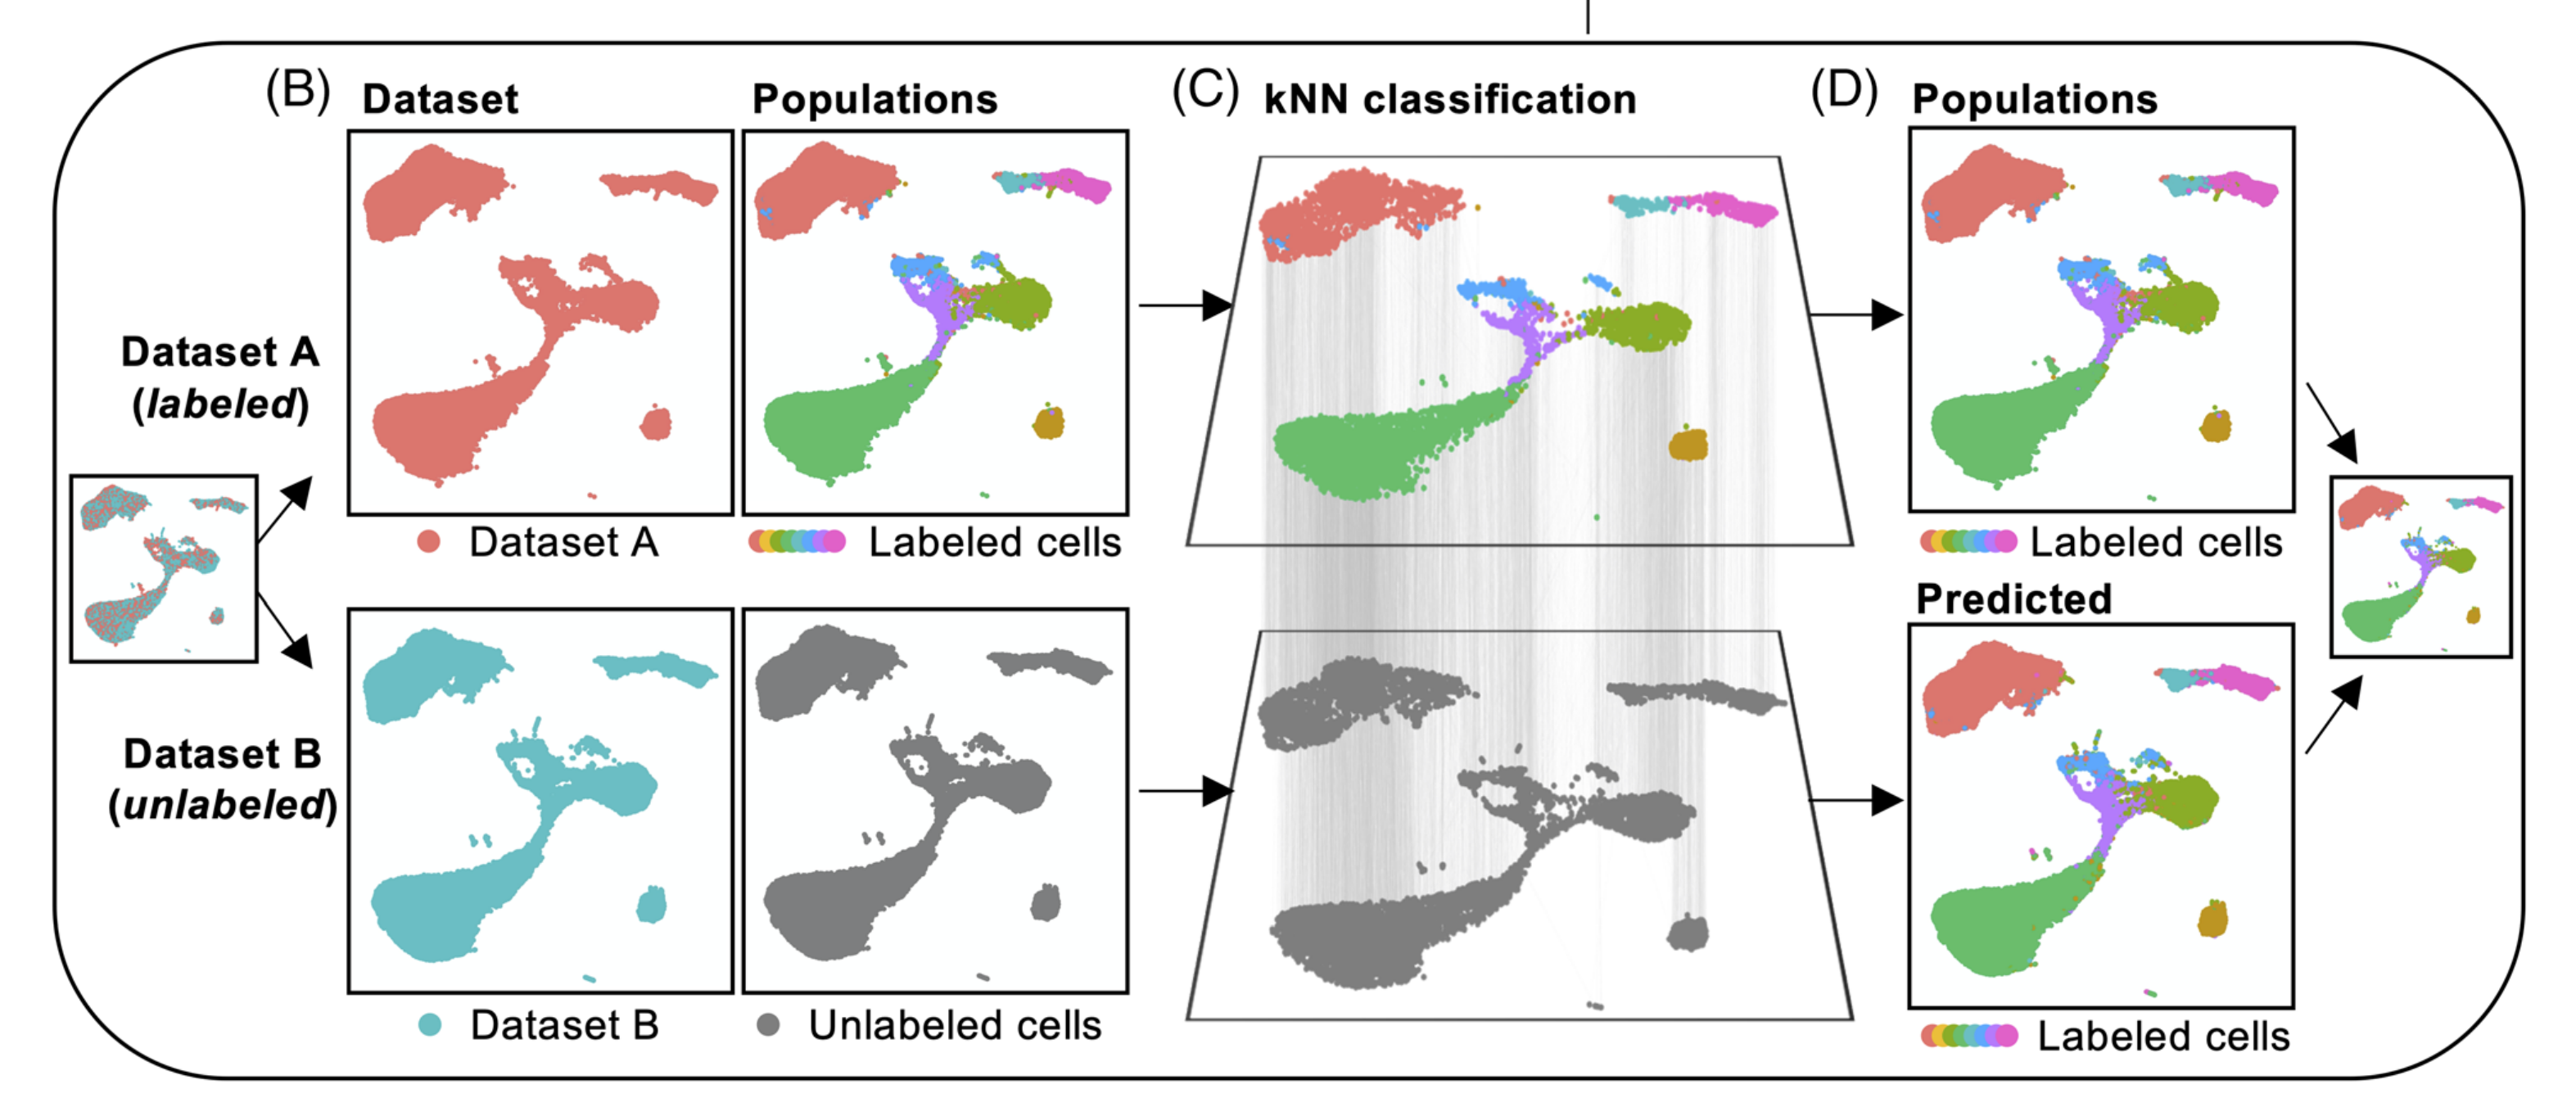 (B) Dataset Populations (C) kNN classification (D) Populations
Dataset A
(labeled)
Dataset A Labeled cells Labeled cells
Predicted
Dataset B
(unlabeled)
Dataset B Unlabeled cells Labeled cells